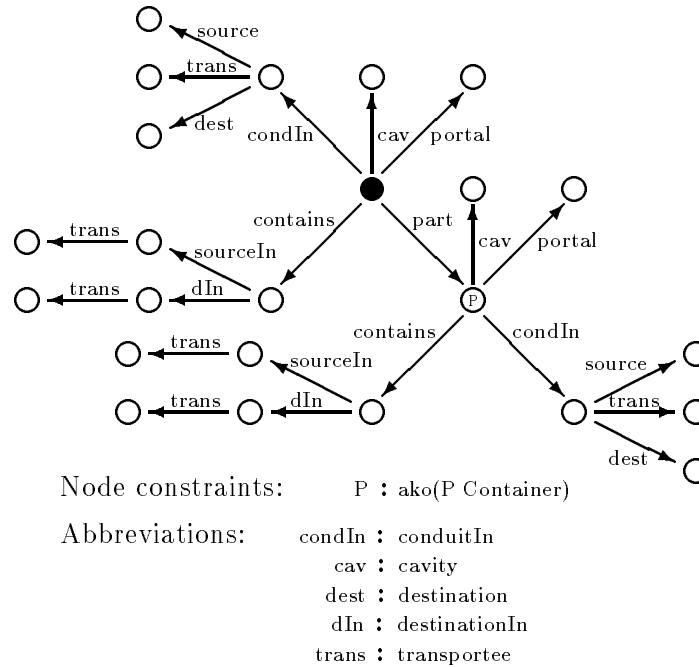 source
trans
dest
condIn
cav
portal
contains
part
trans
sourceIn
cav
portal
trans
dIn
P
contains
condIn
trans
sourceIn
source
trans
dIn
trans
dest
Node constraints: P : ako(P Container)
Abbreviations: condIn : conduitIn
cav : cavity
dest : destination
dIn : destinationIn
trans : transportee